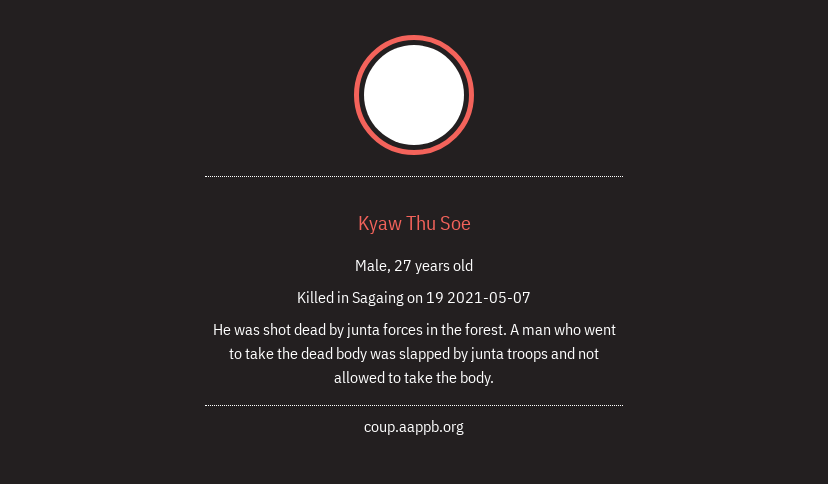 Kyaw Thu Soe
Male, 27 years old
Killed in Sagaing on 19 2021-05-07
He was shot dead by junta forces in the forest. A man who went
to take the dead body was slapped by junta troops and not
allowed to take the body.
coup.aappb.org